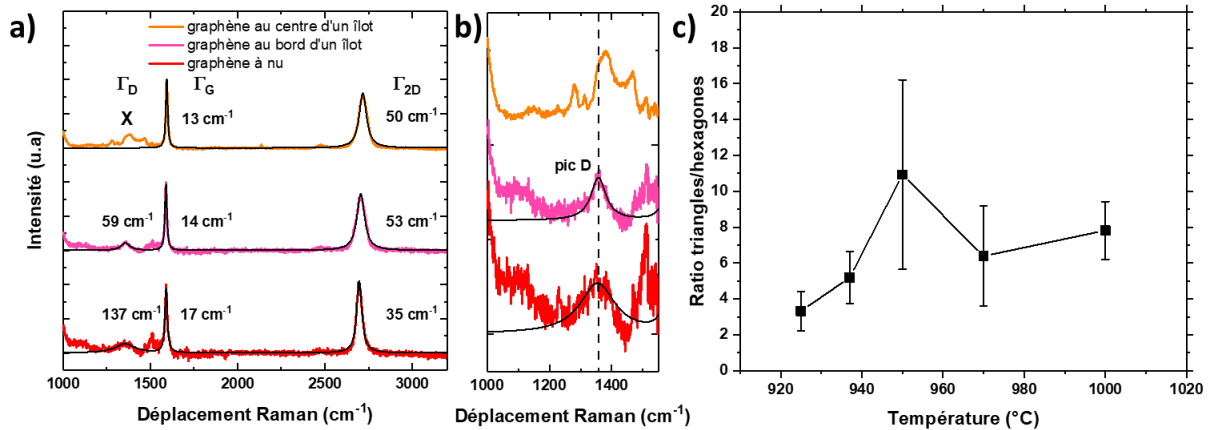 a)
graphène au centre d'un îlot
graphène au bord d'un îlot
graphène à nu
ΓD ΓG Γ2D
X 13 cm-1 50 cm-1
59 cm-1 14 cm-1 53 cm-1
137 cm-1 17 cm-1 35 cm-1
Intensité (u.a)
1000 1500 2000 2500 3000
Déplacement Raman (cm-1)
b)
pic D
1000 1200 1400
Déplacement Raman (cm-1)
c)
Ratio triangles/hexagones
20
18
16
14
12
10
8
6
4
2
0
920 940 960 980 1000 1020
Température (°C)